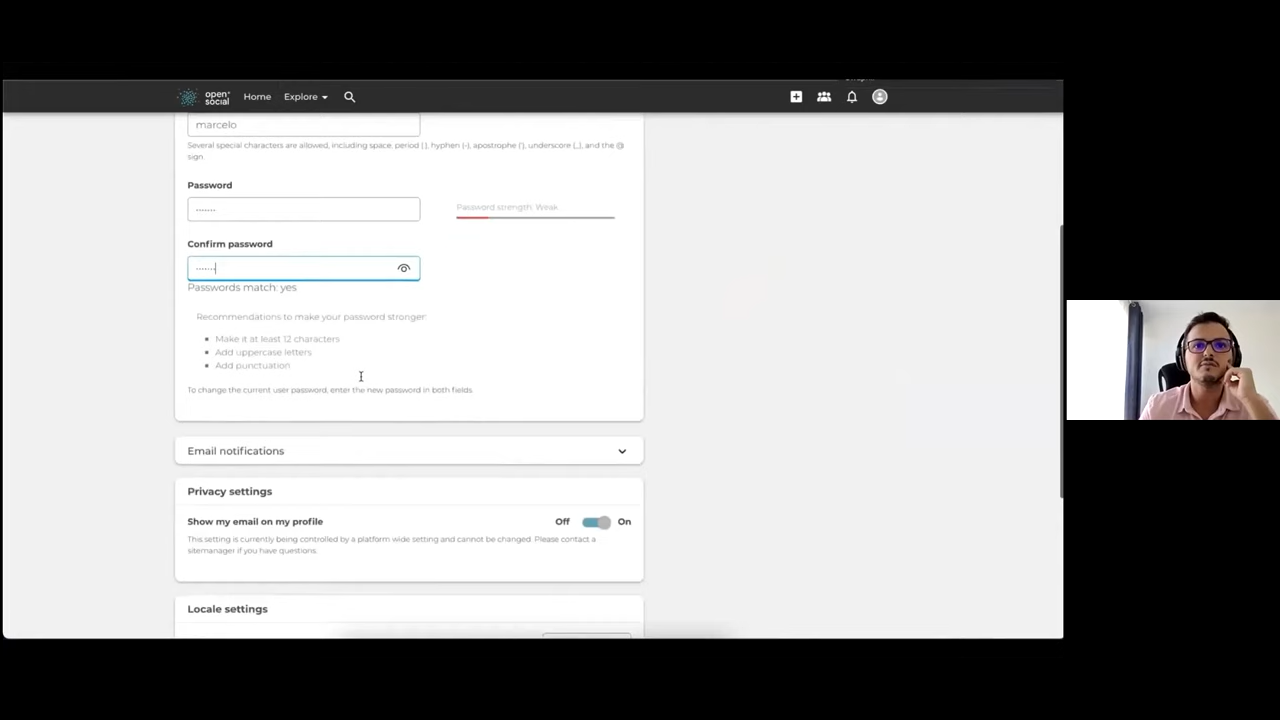 open
social
Home
Explore
marcelo
Several special characters are allowed, including space, period (.), hyphen (-), apostrophe ('), underscore (_), and the @
sign.
Password
Password strength: Weak
Confirm password
Passwords match: yes
Recommendations to make your password stronger:
Make it at least 12 characters
Add uppercase letters
Add punctuation
To change the current user password, enter the new password in both fields.
Email notifications
Privacy settings
Show my email on my profile
Off
On
This setting is currently being controlled by a platform wide setting and cannot be changed. Please contact a
sitemanager if you have questions.
Locale settings